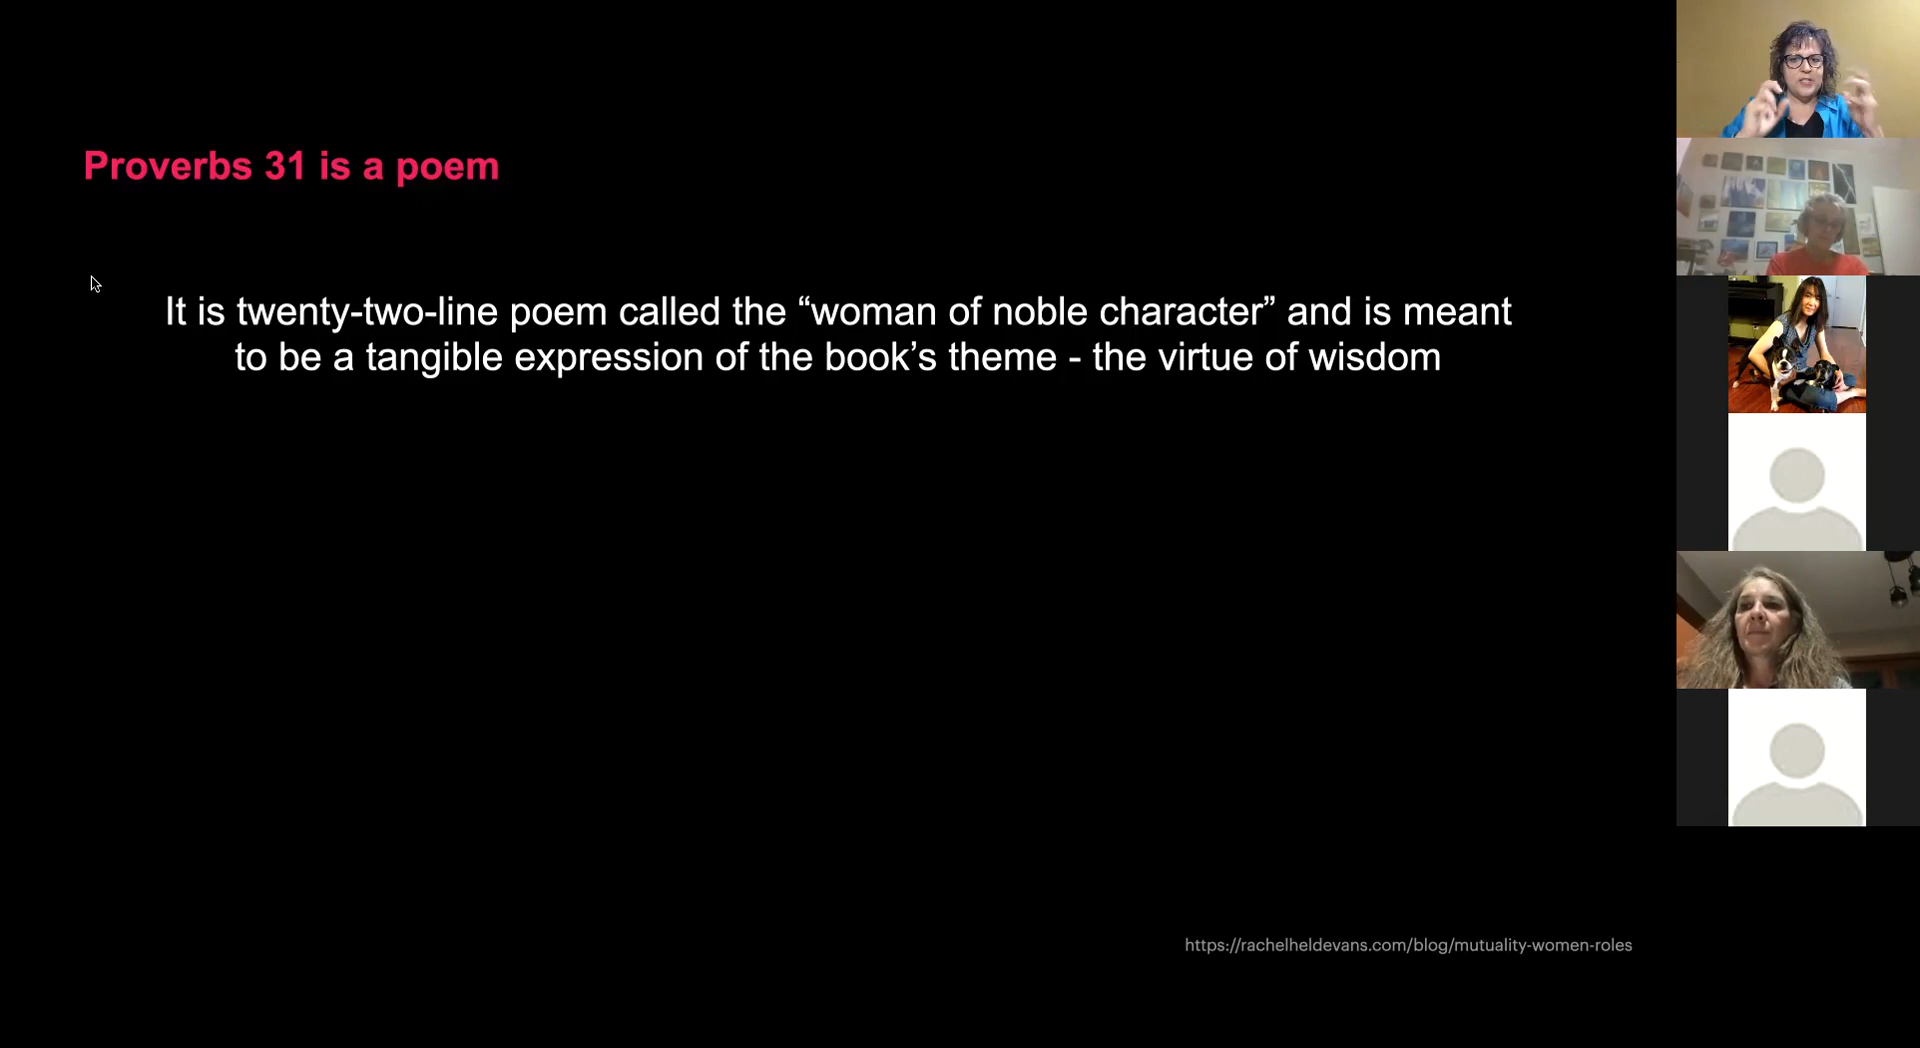 Proverbs 31 is a poem
It is twenty-two-line poem called the “woman of noble character” and is meant
to be a tangible expression of the book’s theme - the virtue of wisdom
https://rachelheldevans.com/blog/mutuality-women-roles